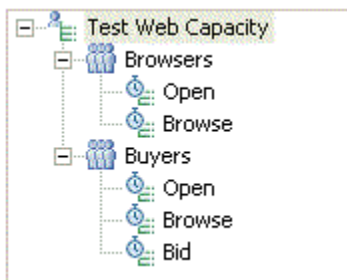 Test Web Capacity
Browsers
Open
Browse
Buyers
Open
Browse
Bid